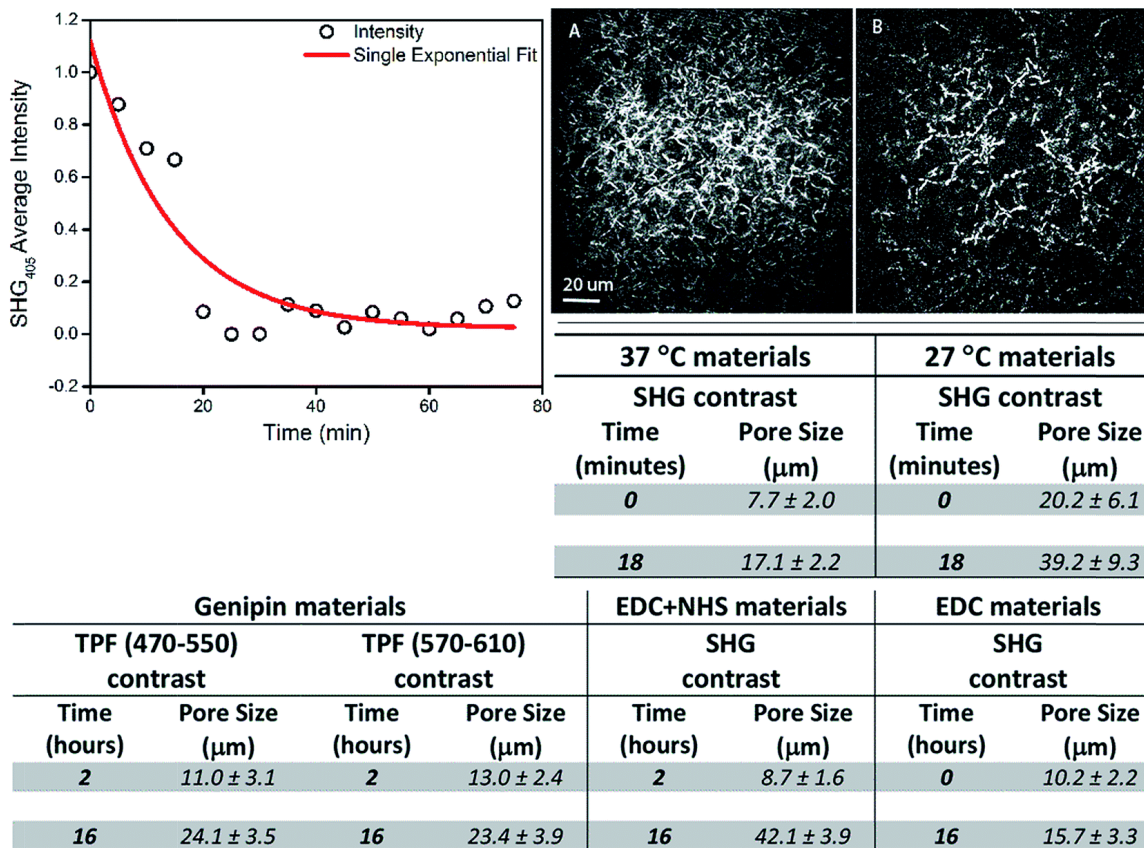 1.2
1.0
0.8
0.6
0.4
0.2
0.0
-0.2
0 20 40 60 80
SHG405 Average Intensity
Time (min)
Intensity
Single Exponential Fit
A
B
20 um
37 °C materials 27 °C materials
SHG contrast SHG contrast
Time Pore Size Time Pore Size
(minutes) (μm) (minutes) (μm)
0 7.7 ± 2.0 0 20.2 ± 6.1
18 17.1 ± 2.2 18 39.2 ± 9.3
Genipin materials EDC+NHS materials EDC materials
TPF (470-550) TPF (570-610) SHG SHG
contrast contrast contrast contrast
Time Pore Size Time Pore Size Time Pore Size Time Pore Size
(hours) (μm) (hours) (μm) (hours) (μm) (hours) (μm)
2 11.0 ± 3.1 2 13.0 ± 2.4 2 8.7 ± 1.6 0 10.2 ± 2.2
16 24.1 ± 3.5 16 23.4 ± 3.9 16 42.1 ± 3.9 16 15.7 ± 3.3